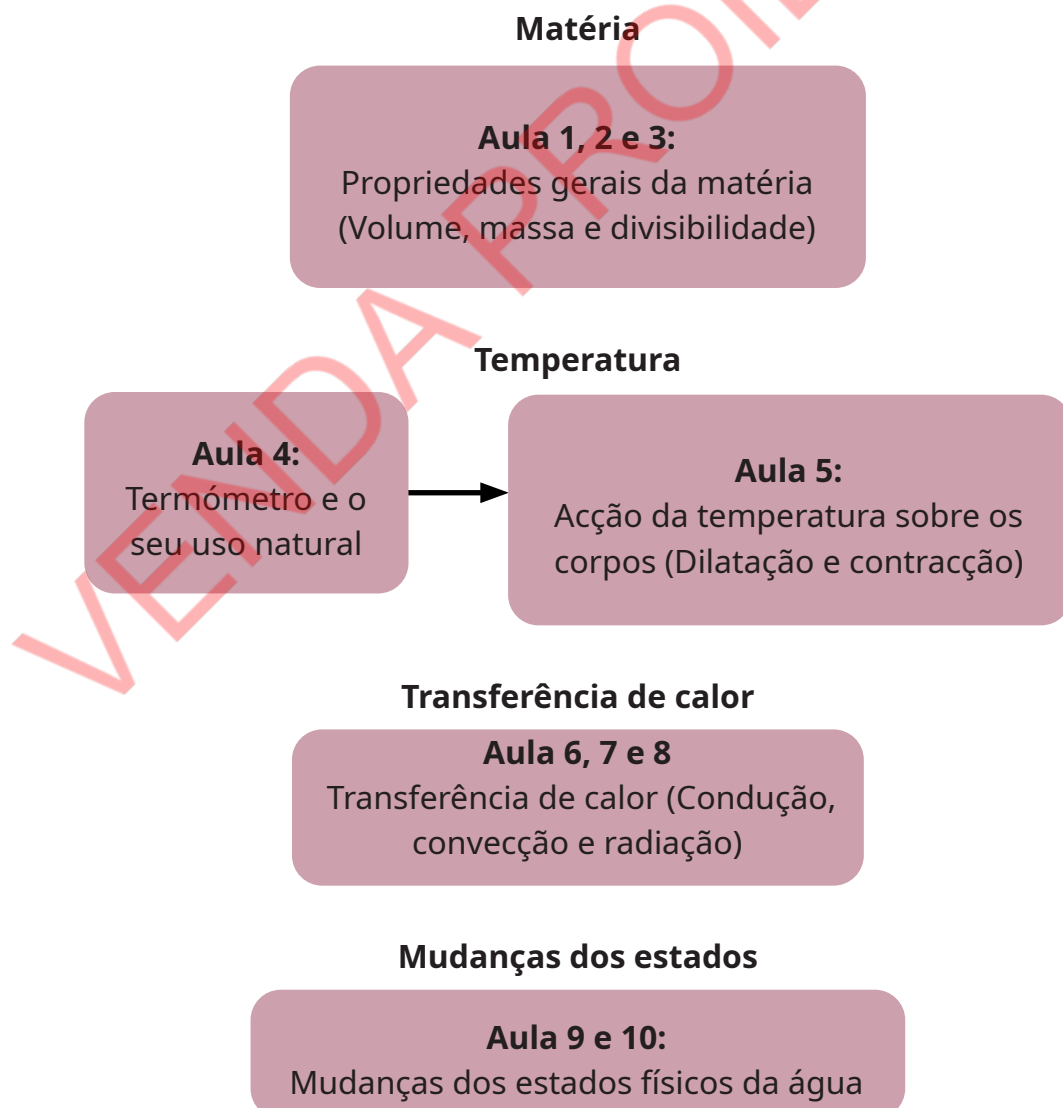 Matéria
Aula 1, 2 e 3:
Propriedades gerais da matéria
(Volume, massa e divisibilidade)
Temperatura
Aula 4:
Termómetro e o
seu uso natural
Aula 5:
Acção da temperatura sobre os
corpos (Dilatação e contracção)
Transferência de calor
Aula 6, 7 e 8
Transferência de calor (Condução,
convecção e radiação)
Mudanças dos estados
Aula 9 e 10:
Mudanças dos estados físicos da água
VENDA